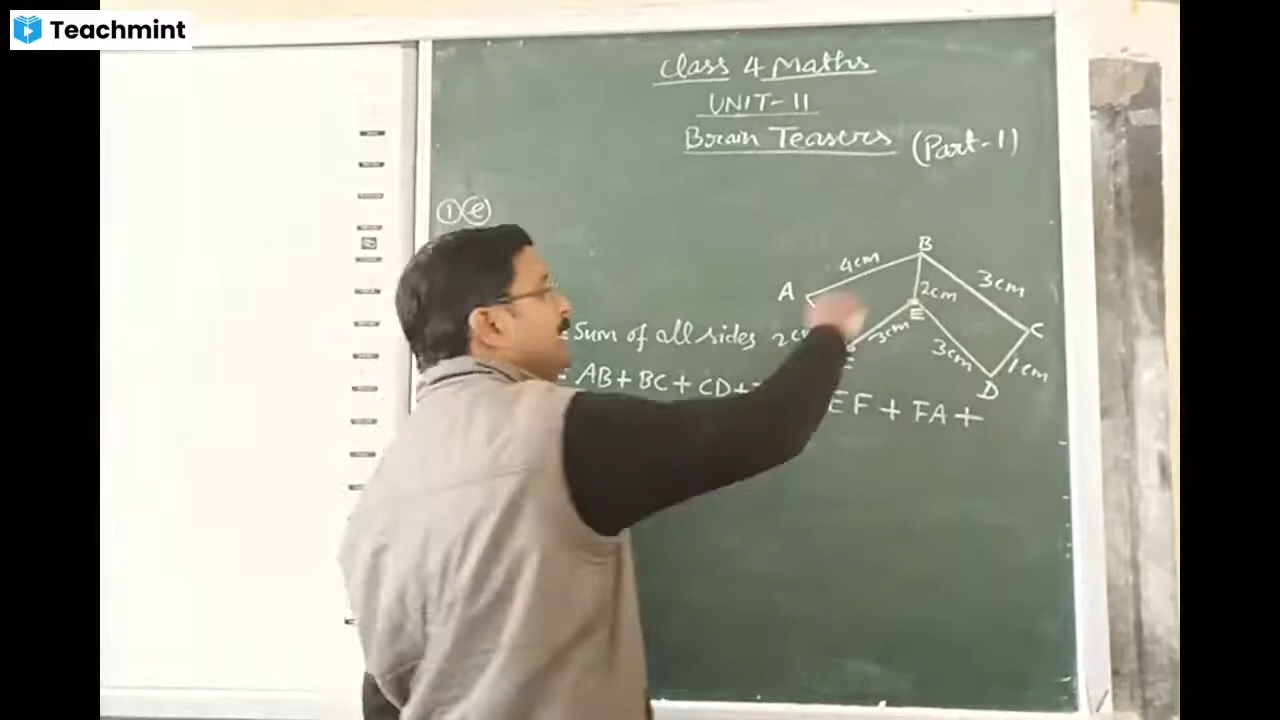 Teachmint
Class 4 Maths
UNIT-11
Brain Teasers (Part-1)
1 e
B
4cm
3cm
A
2cm
E
C
= Sum of all sides
3cm
3cm
1cm
D
= AB+BC+CD+
EF + FA +